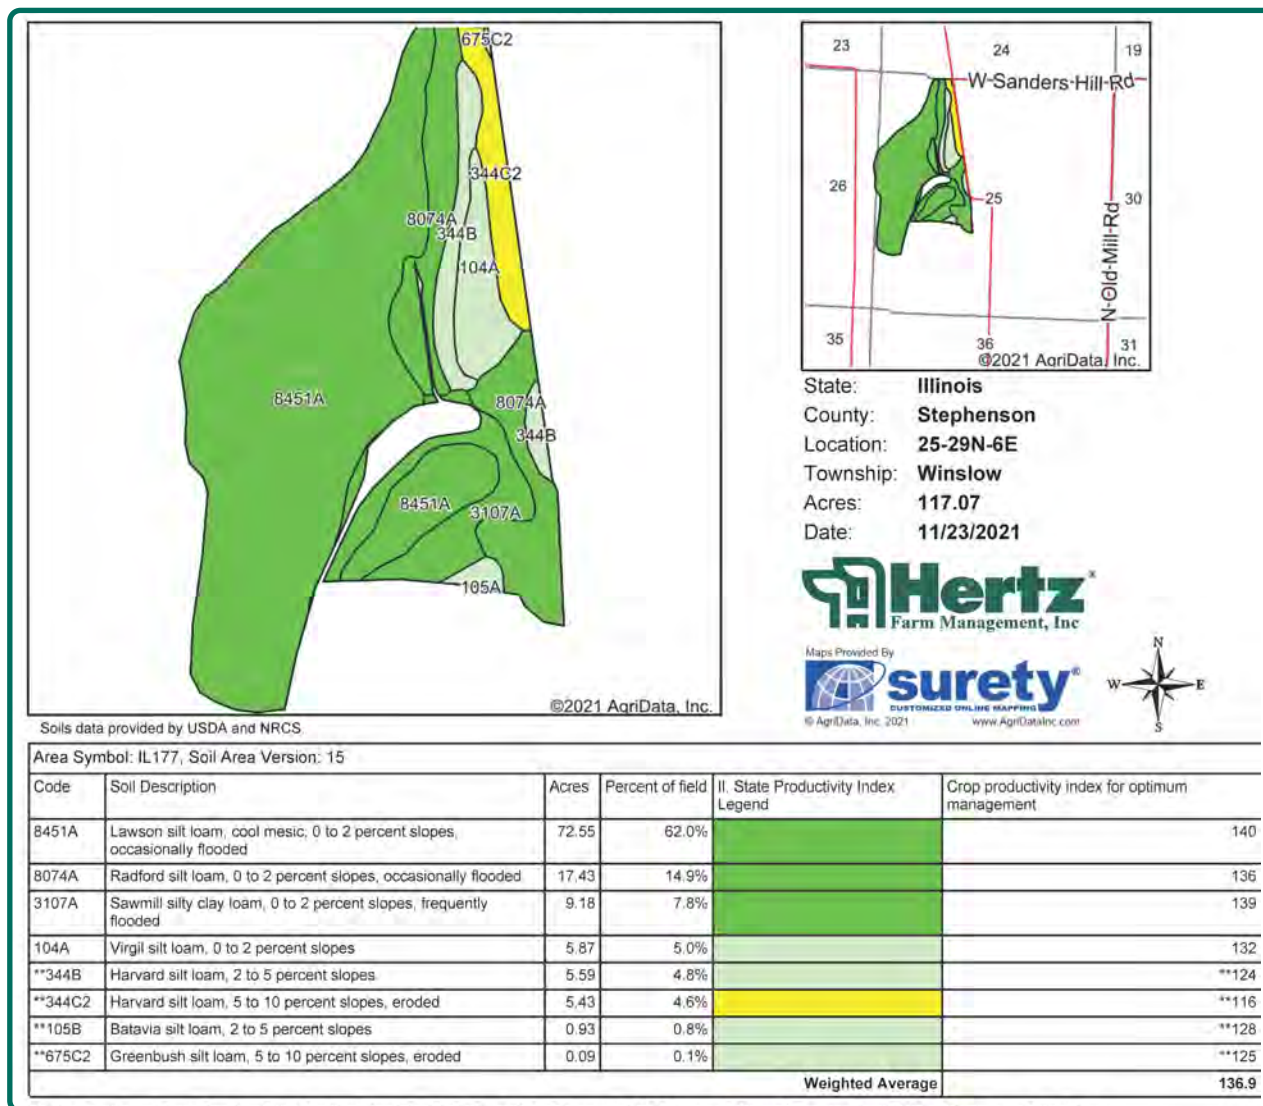 675C2
344C2
8074A
344B
104A
8451A
8074A
344B
8451A
3107A
105A
©2021 AgriData, Inc.
Soils data provided by USDA and NRCS.
23
24
19
W-Sanders-Hill-Rd
26
25
30
N-Old-Mill-Rd
35
36
31
©2021 AgriData, Inc.
State: Illinois
County: Stephenson
Location: 25-29N-6E
Township: Winslow
Acres: 117.07
Date: 11/23/2021
Hertz
Farm Management, Inc
Maps Provided By
surety®
CUSTOMIZED ONLINE MAPPING
© AgriData, Inc. 2021 www.AgriDataInc.com
N
W E
S
Area Symbol: IL177, Soil Area Version: 15
Code Soil Description Acres Percent of field II. State Productivity Index Legend Crop productivity index for optimum management
8451A Lawson silt loam, cool mesic, 0 to 2 percent slopes, occasionally flooded 72.55 62.0% 140
8074A Radford silt loam, 0 to 2 percent slopes, occasionally flooded 17.43 14.9% 136
3107A Sawmill silty clay loam, 0 to 2 percent slopes, frequently flooded 9.18 7.8% 139
104A Virgil silt loam, 0 to 2 percent slopes 5.87 5.0% 132
**344B Harvard silt loam, 2 to 5 percent slopes 5.59 4.8% **124
**344C2 Harvard silt loam, 5 to 10 percent slopes, eroded 5.43 4.6% **116
**105B Batavia silt loam, 2 to 5 percent slopes 0.93 0.8% **128
**675C2 Greenbush silt loam, 5 to 10 percent slopes, eroded 0.09 0.1% **125
Weighted Average 136.9